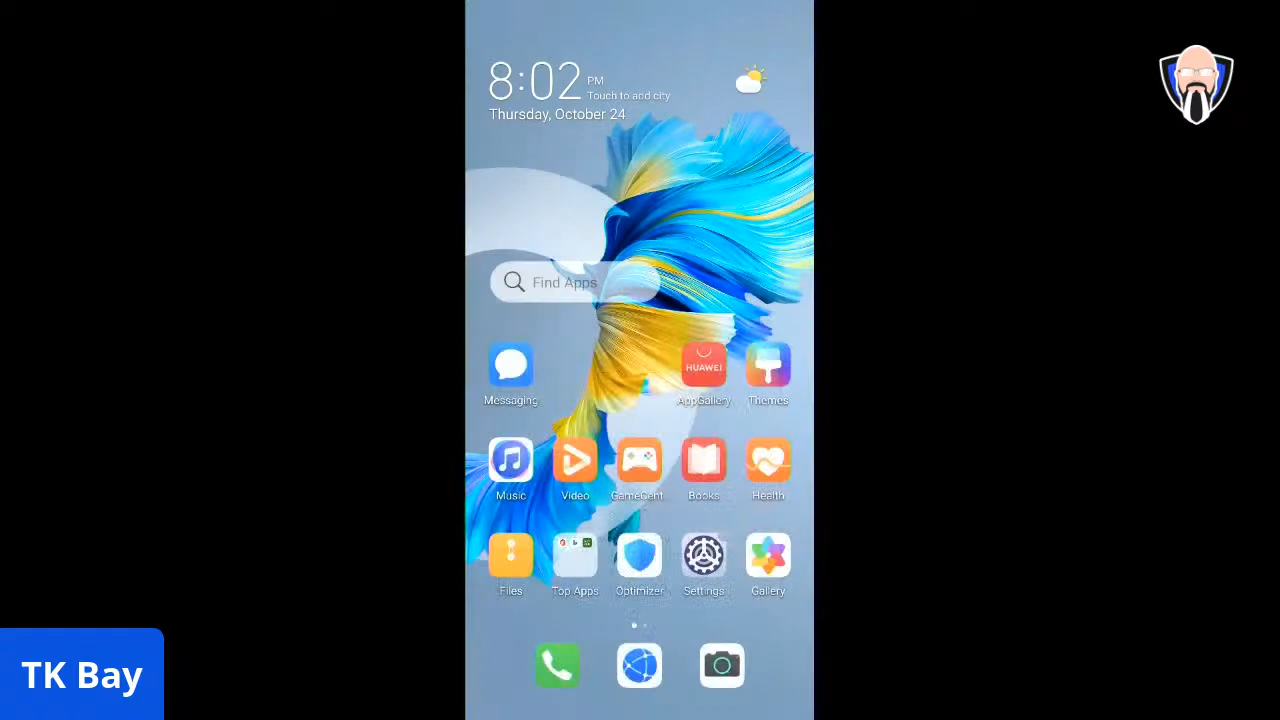 8:02 PM
Touch to add city
Thursday, October 24
Find Apps
HUAWEI
Messaging AppGallery Themes
Music Video GameCent Books Health
Files Top Apps Optimizer Settings Gallery
TK Bay